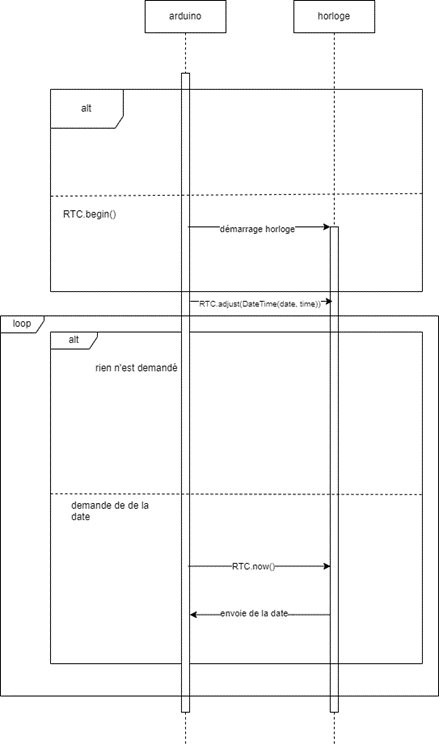 arduino
horloge
alt
RTC.begin()
démarrage horloge
RTC.adjust(DateTime(date, time))
loop
alt
rien n'est demandé
demande de de la
date
RTC.now()
envoie de la date